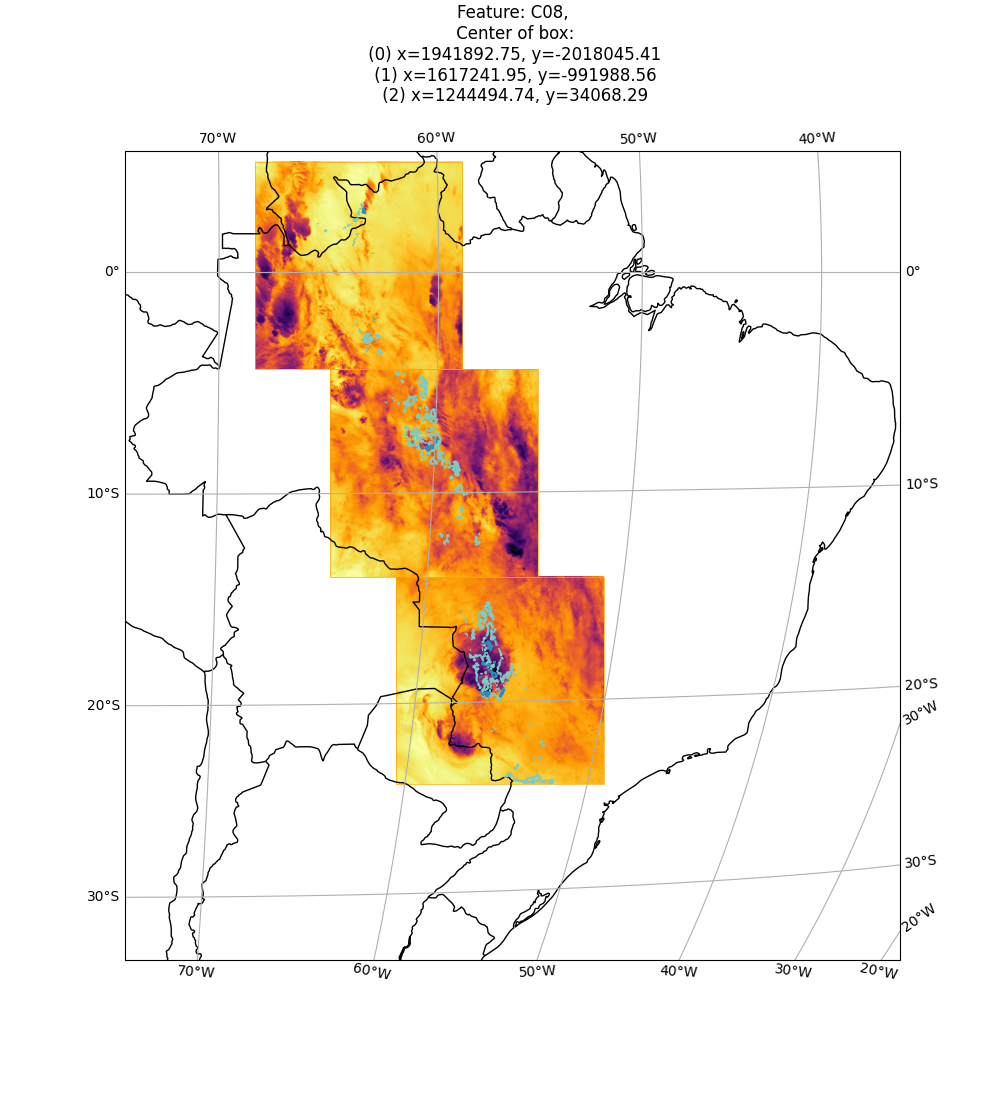 Feature: C08,
Center of box:
(0) x=1941892.75, y=-2018045.41
(1) x=1617241.95, y=-991988.56
(2) x=1244494.74, y=34068.29
70°W 60°W 50°W 40°W
0° 0°
10°S 10°S
20°S 20°S
30°W
30°S 30°S
20°W
70°W 60°W 50°W 40°W 30°W 20°W